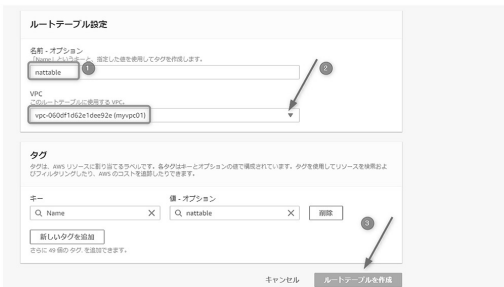 ルートテーブル設定
名前 - オプション
「Name」というキーと、指定した値を使用してタグを作成します。
nattable
1
2
VPC
このルートテーブルに使用する VPC。
vpc-060df1d62e1dee92e (myvpc01)
タグ
タグは、AWS リソースに割り当てるラベルです。各タグはキーとオプションの値で構成されています。タグを使用してリソースを検索およ
びフィルタリングしたり、AWS のコストを追跡したりできます。
キー
値 - オプション
Name
nattable
削除
3
新しいタグを追加
さらに 49 個の タグ を追加できます。
キャンセル
ルートテーブルを作成